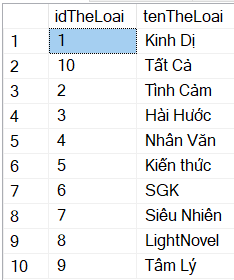 idTheLoai tenTheLoai
1 1 Kinh Dị
2 10 Tất Cả
3 2 Tình Cảm
4 3 Hài Hước
5 4 Nhân Văn
6 5 Kiến thức
7 6 SGK
8 7 Siêu Nhiên
9 8 LightNovel
10 9 Tâm Lý